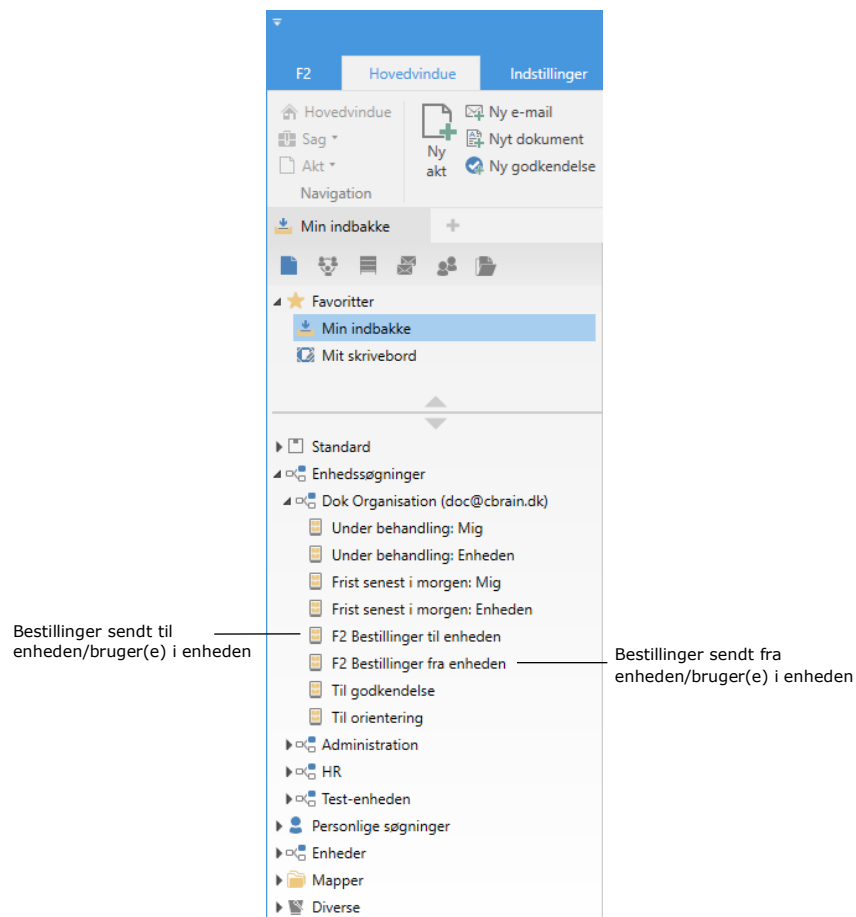 F2 Hovedvindue Indstillinger
Hovedvindue
Sag
Akt
Navigation
Ny
akt
Ny e-mail
Nyt dokument
Ny godkendelse
Min indbakke +
Favoritter
Min indbakke
Mit skrivebord
Standard
Enhedssøgninger
Dok Organisation (doc@cbrain.dk)
Under behandling: Mig
Under behandling: Enheden
Frist senest i morgen: Mig
Frist senest i morgen: Enheden
F2 Bestillinger til enheden
F2 Bestillinger fra enheden
Til godkendelse
Til orientering
Administration
HR
Test-enheden
Personlige søgninger
Enheder
Mapper
Diverse
Bestillinger sendt til
enheden/bruger(e) i enheden
Bestillinger sendt fra
enheden/bruger(e) i enheden